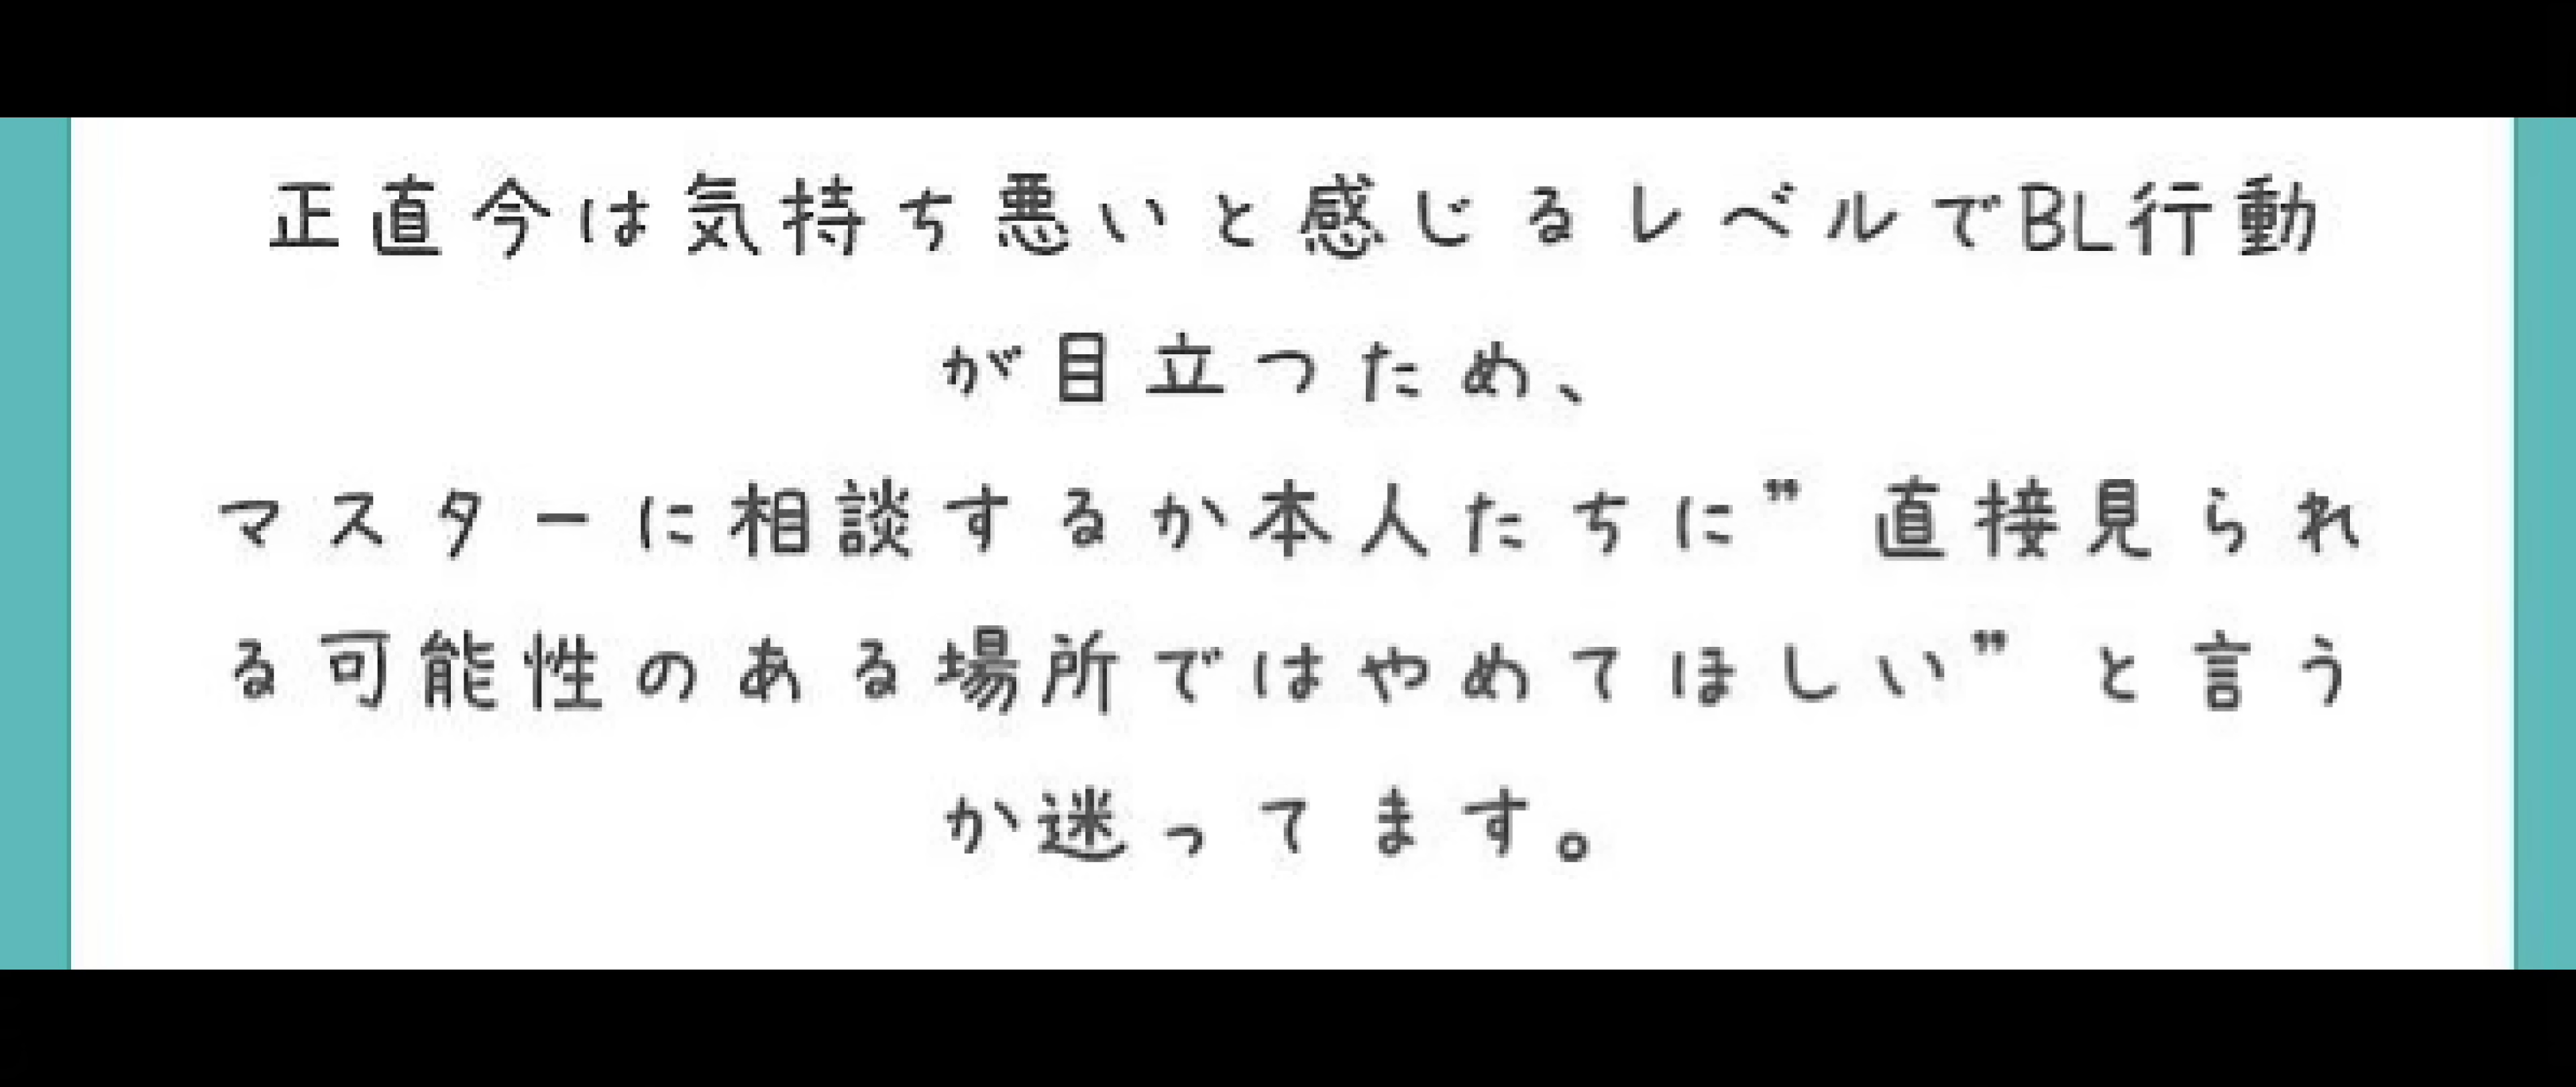 正直今は気持ち悪いと感じるレベルでBL行動
が目立つため、
マスターに相談するか本人たちに”直接見られ
る可能性のある場所ではやめてほしい”と言う
か迷ってます。